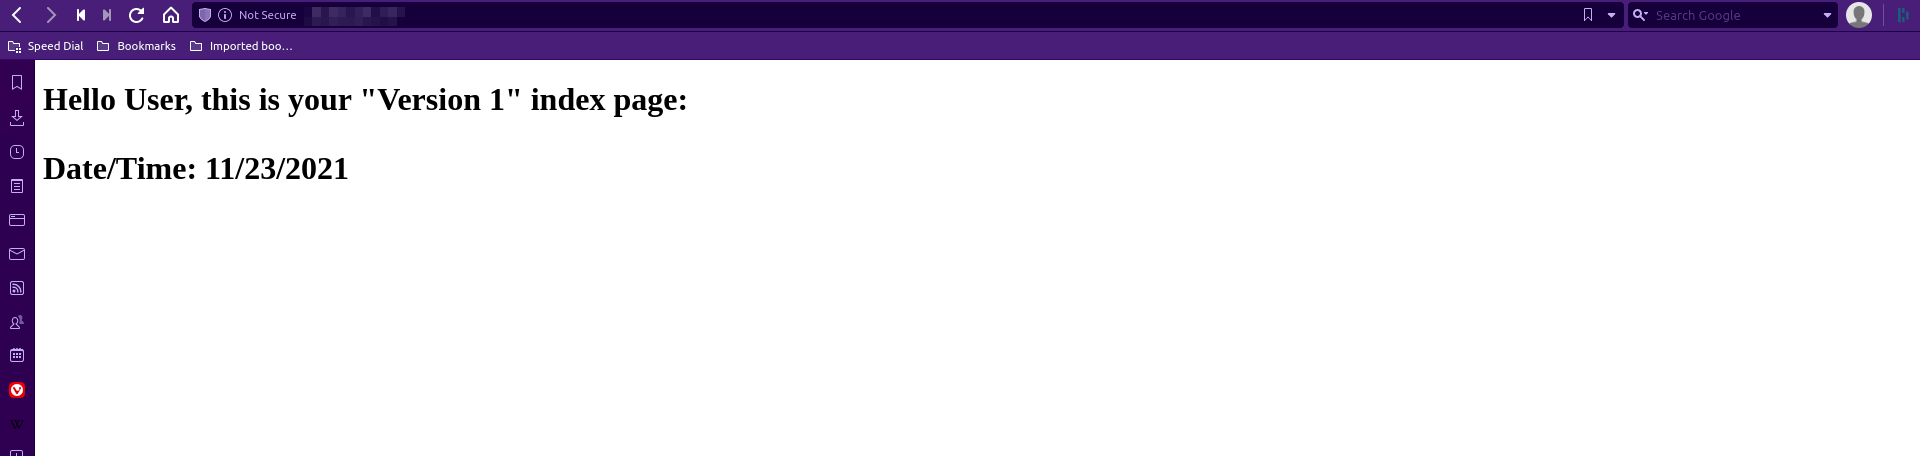 Not Secure
Search Google
Speed Dial Bookmarks Imported boo...
Hello User, this is your "Version 1" index page:
Date/Time: 11/23/2021
W